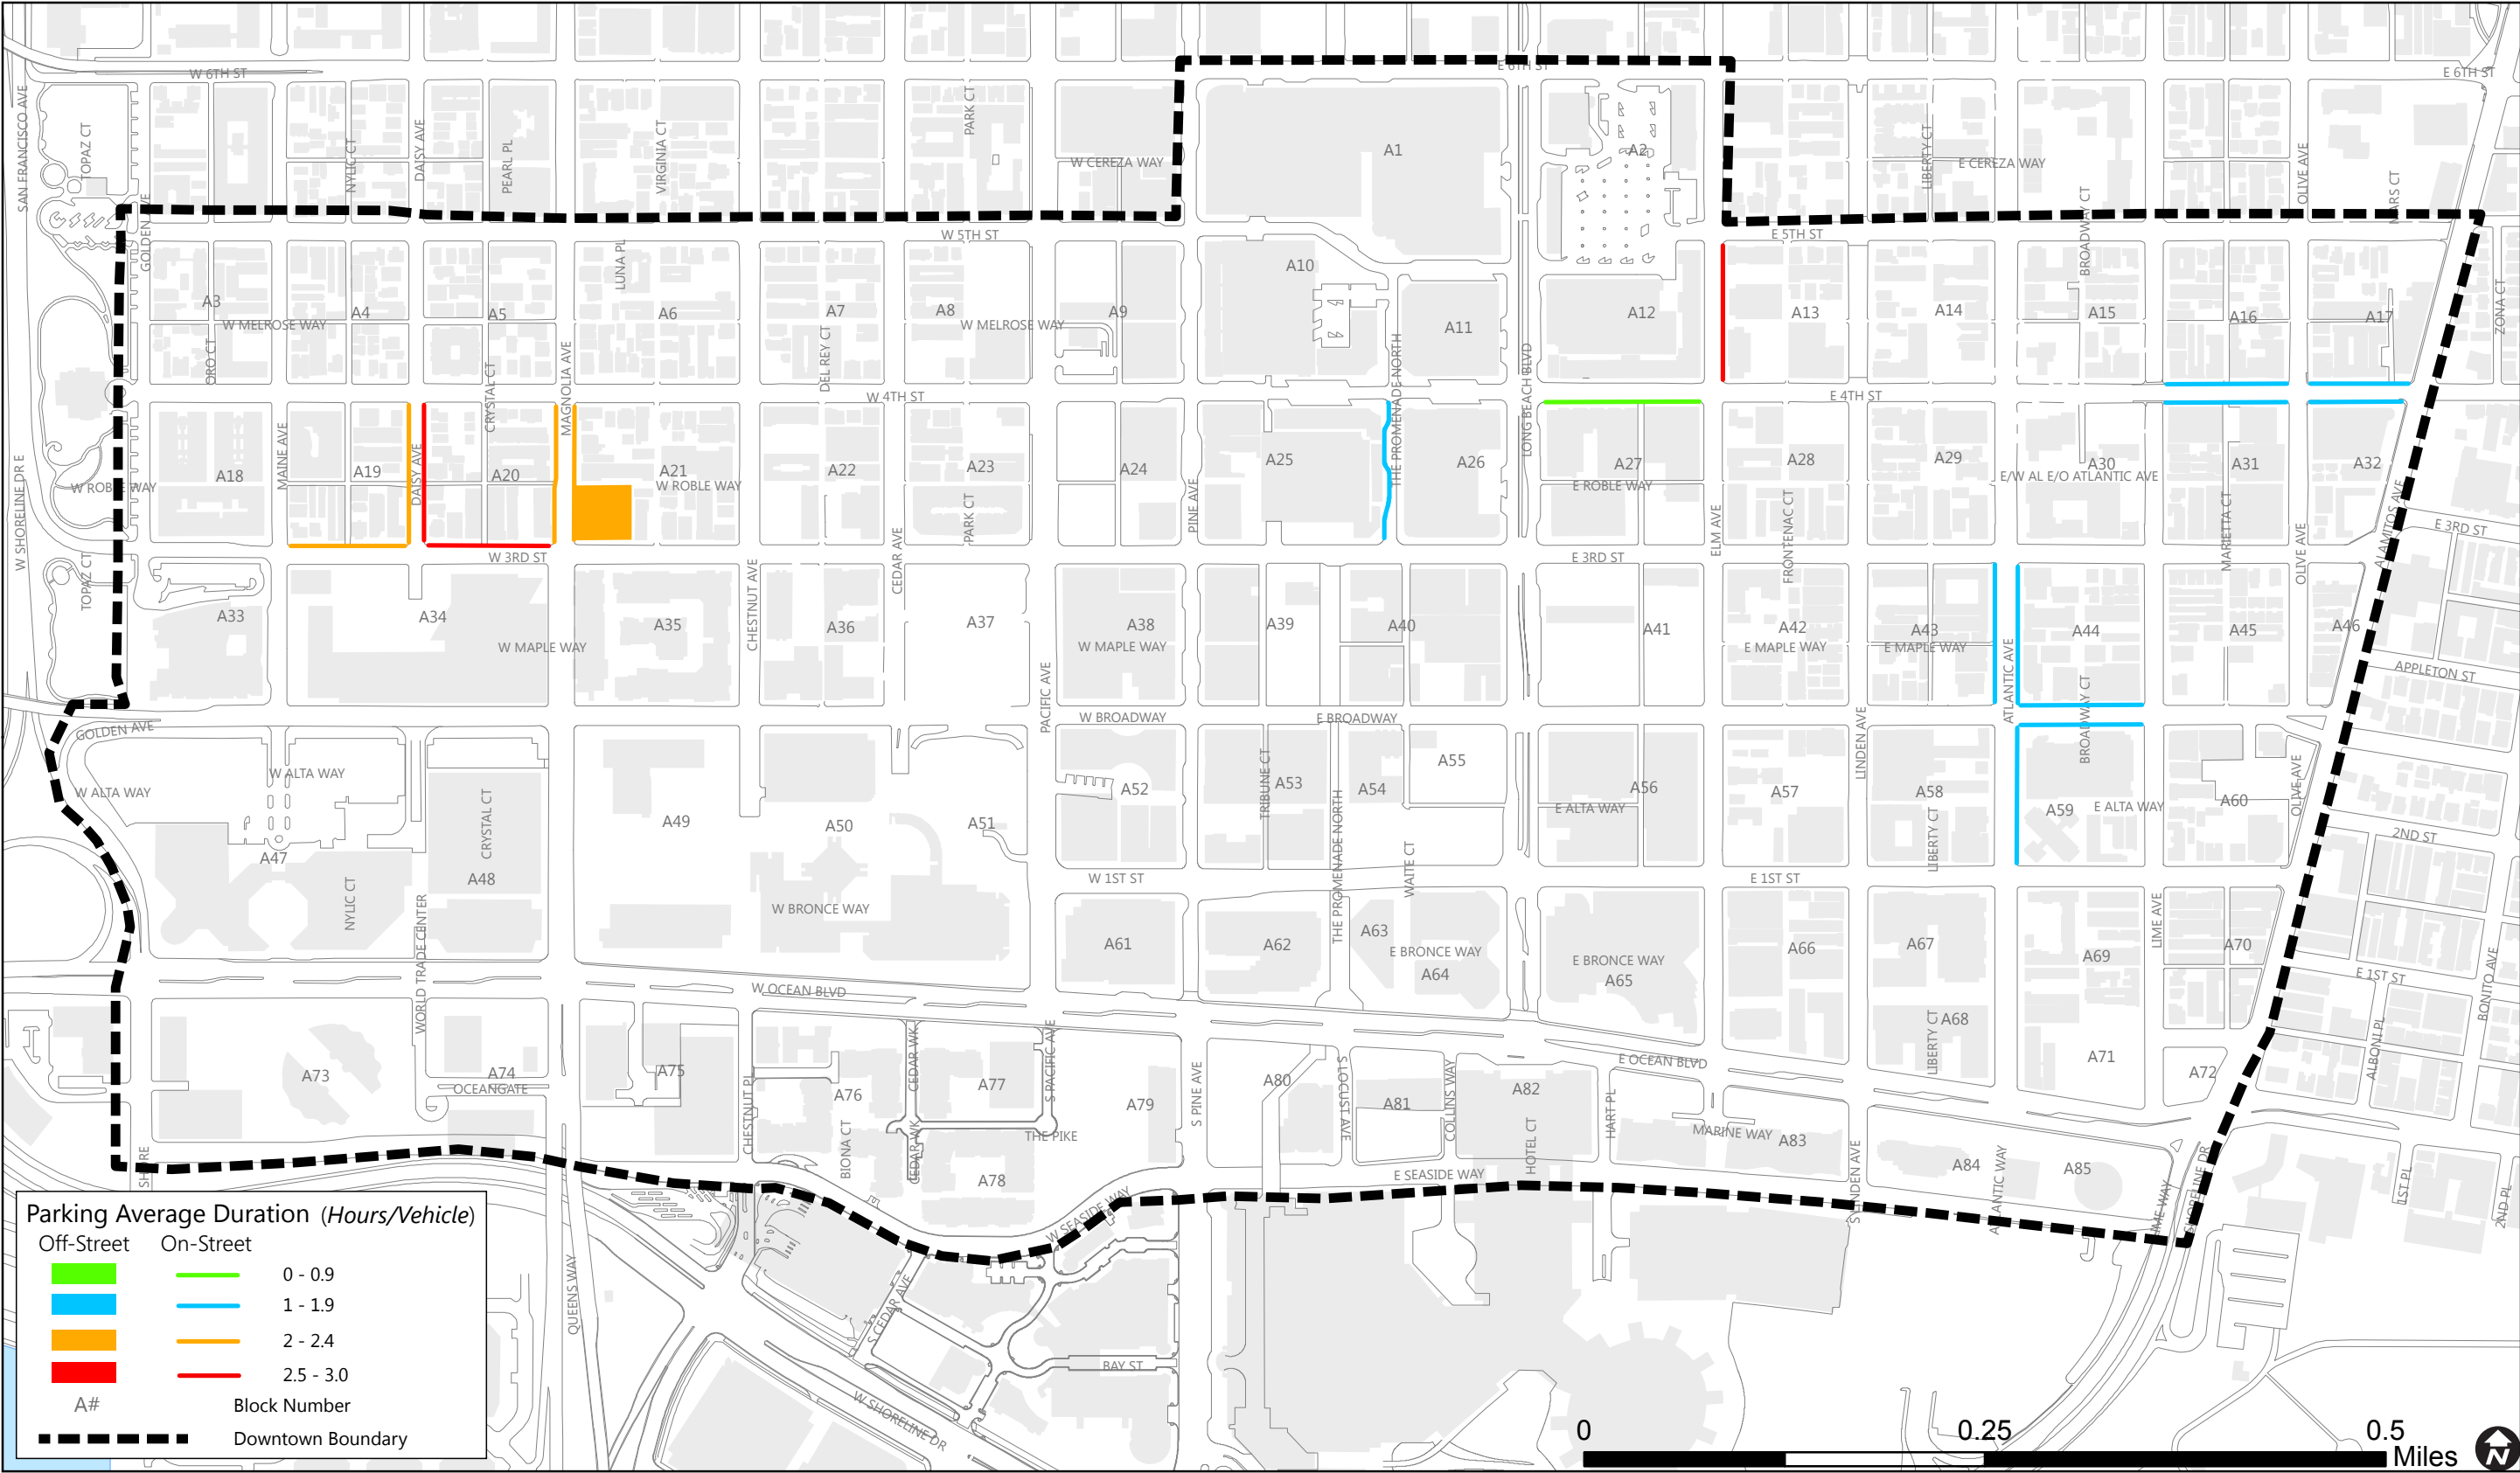 W 6TH ST
E 6TH ST
E 6TH ST
SAN FRANCISCO AVE
TOPAZ CT
NYLIC CT
DAISY AVE
PEARL PL
VIRGINIA CT
PARK CT
W CEREZA WAY
A1
A2
LIBERTY CT
E CEREZA WAY
OLIVE AVE
MARS CT
GOLDEN AVE
LUNA PL
W 5TH ST
E 5TH ST
BROADWAY CT
ZONA CT
A3
A4
A5
A6
A7
A8
A9
A10
A11
A12
A13
A14
A15
A16
A17
W MELROSE WAY
W MELROSE WAY
ORO CT
CRYSTAL CT
MAGNOLIA AVE
DEL REY CT
THE PROMENADE NORTH
LONG BEACH BLVD
W 4TH ST
E 4TH ST
W SHORELINE DR E
W ROBLE WAY
A18
MAINE AVE
A19
DAISY AVE
A20
A21
W ROBLE WAY
A22
A23
A24
A25
A26
A27
E ROBLE WAY
A28
A29
A30
E/W AL E/O ATLANTIC AVE
A31
A32
PARK CT
PINE AVE
ELM AVE
FRONTENAC CT
MARIETTA CT
OLIVE AVE
ALAMITOS AVE
E 3RD ST
W 3RD ST
E 3RD ST
TOPAZ CT
CHESTNUT AVE
CEDAR AVE
A33
A34
A35
A36
A37
A38
A39
A40
A41
A42
A43
A44
A45
A46
W MAPLE WAY
W MAPLE WAY
E MAPLE WAY
E MAPLE WAY
APPLETON ST
PACIFIC AVE
ATLANTIC AVE
BROADWAY CT
LINDEN AVE
W BROADWAY
E BROADWAY
GOLDEN AVE
W ALTA WAY
W ALTA WAY
A47
A48
CRYSTAL CT
A49
A50
A51
A52
A53
A54
A55
A56
A57
A58
A59
A60
TRIBUNE CT
THE PROMENADE NORTH
WAITE CT
E ALTA WAY
LIBERTY CT
E ALTA WAY
OLIVE AVE
2ND ST
W 1ST ST
E 1ST ST
NYLIC CT
WORLD TRADE CENTER
W BRONCE WAY
A61
A62
A63
E BRONCE WAY
A64
E BRONCE WAY
A65
A66
A67
A68
LIBERTY CT
A69
LIME AVE
A70
E 1ST ST
BONITO AVE
W OCEAN BLVD
E OCEAN BLVD
A71
A72
ALBONI PL
A73
A74
OCEANGATE
A75
CHESTNUT PL
A76
CEDAR WK
A77
S PACIFIC AVE
A78
THE PIKE
A79
S PINE AVE
A80
S LOCUST AVE
A81
COLLINS WAY
A82
HOTEL CT
HART PL
MARINE WAY
A83
S LINDEN AVE
A84
A85
ATLANTIC WAY
SHORELINE DR
1ST PL
2ND PL
BIONA CT
CEDAR WK
W SEASIDE WAY
E SEASIDE WAY
SHORE
QUEENS WAY
S CEDAR AVE
BAY ST
W SHORELINE DR
Parking Average Duration (Hours/Vehicle)
Off-Street On-Street
0 - 0.9
1 - 1.9
2 - 2.4
2.5 - 3.0
A# Block Number
Downtown Boundary
0 0.25 0.5
Miles
N